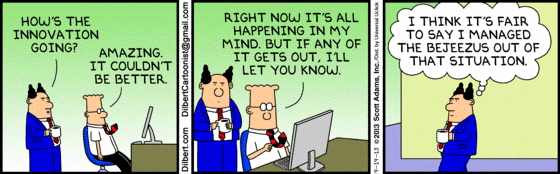 HOW'S THE
INNOVATION
GOING?
AMAZING.
IT COULDN'T
BE BETTER.
Dilbert.com DilbertCartoonist@gmail.com
RIGHT NOW IT'S ALL
HAPPENING IN MY
MIND. BUT IF ANY OF
IT GETS OUT, I'LL
LET YOU KNOW.
9-19-13 ©2013 Scott Adams, Inc. /Dist. by Universal Uclick
I THINK IT'S FAIR
TO SAY I MANAGED
THE BEJEEZUS OUT OF
THAT SITUATION.